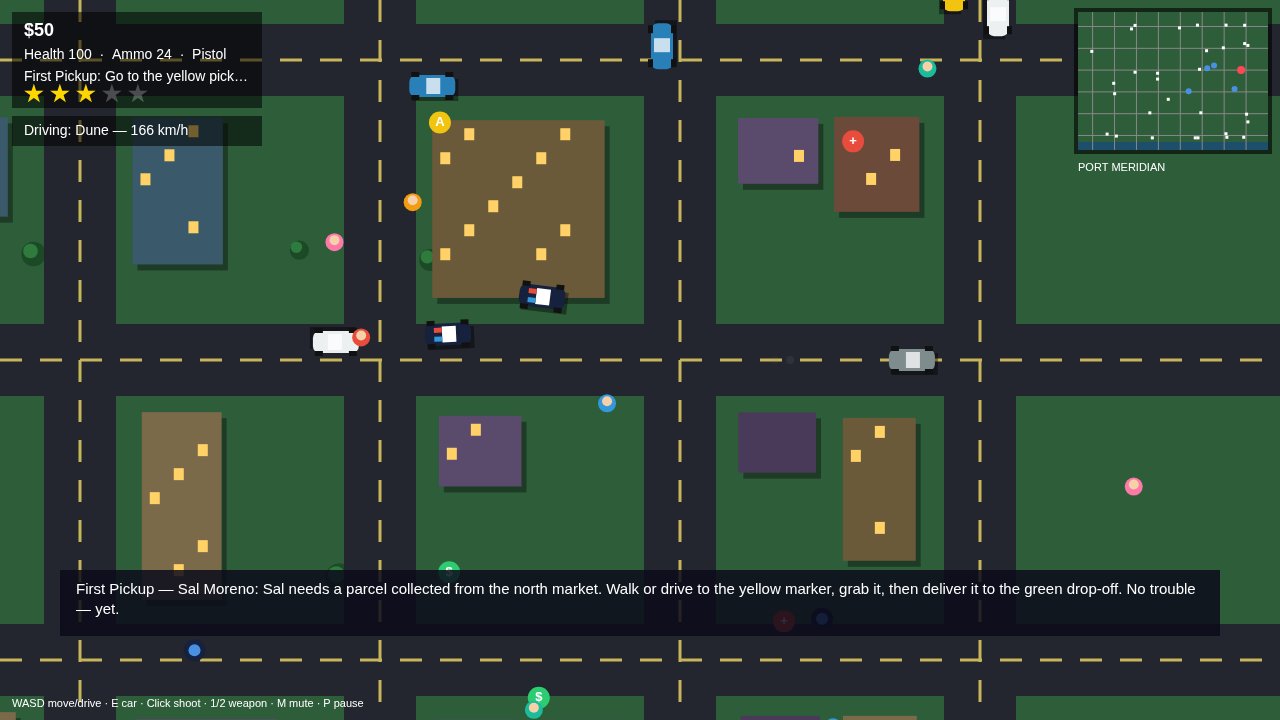 $50
Health 100 · Ammo 24 · Pistol
First Pickup: Go to the yellow pick…
Driving: Dune — 166 km/h
A
+
PORT MERIDIAN
$
First Pickup — Sal Moreno: Sal needs a parcel collected from the north market. Walk or drive to the yellow marker, grab it, then deliver it to the green drop-off. No trouble
— yet.
+
$
WASD move/drive · E car · Click shoot · 1/2 weapon · M mute · P pause